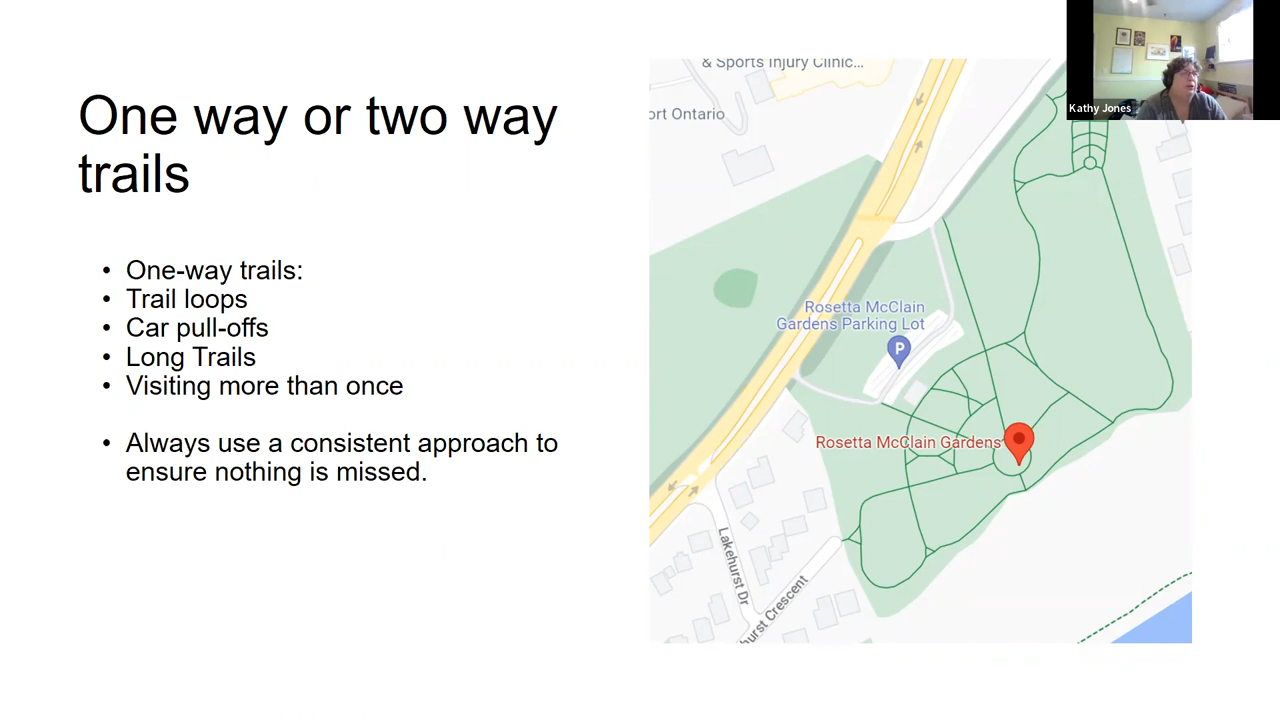 One way or two way
trails
• One-way trails:
• Trail loops
• Car pull-offs
• Long Trails
• Visiting more than once
• Always use a consistent approach to
ensure nothing is missed.
& Sports Injury Clinic...
ort Ontario
Rosetta McClain
Gardens Parking Lot
P
Rosetta McClain Gardens
Lakehurst Dr
hurst Crescent
Kathy Jones